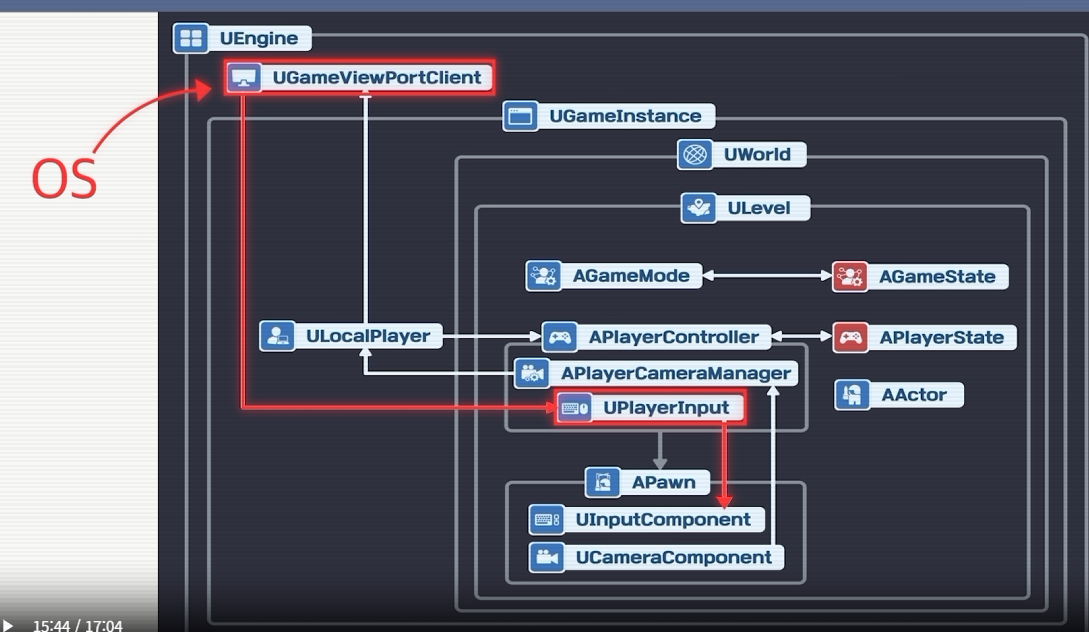 UEngine
UGameViewPortClient
UGameInstance
OS
UWorld
ULevel
AGameMode
AGameState
ULocalPlayer
APlayerController
APlayerState
APlayerCameraManager
AActor
UPlayerInput
APawn
UInputComponent
UCameraComponent
15:44 / 17:04